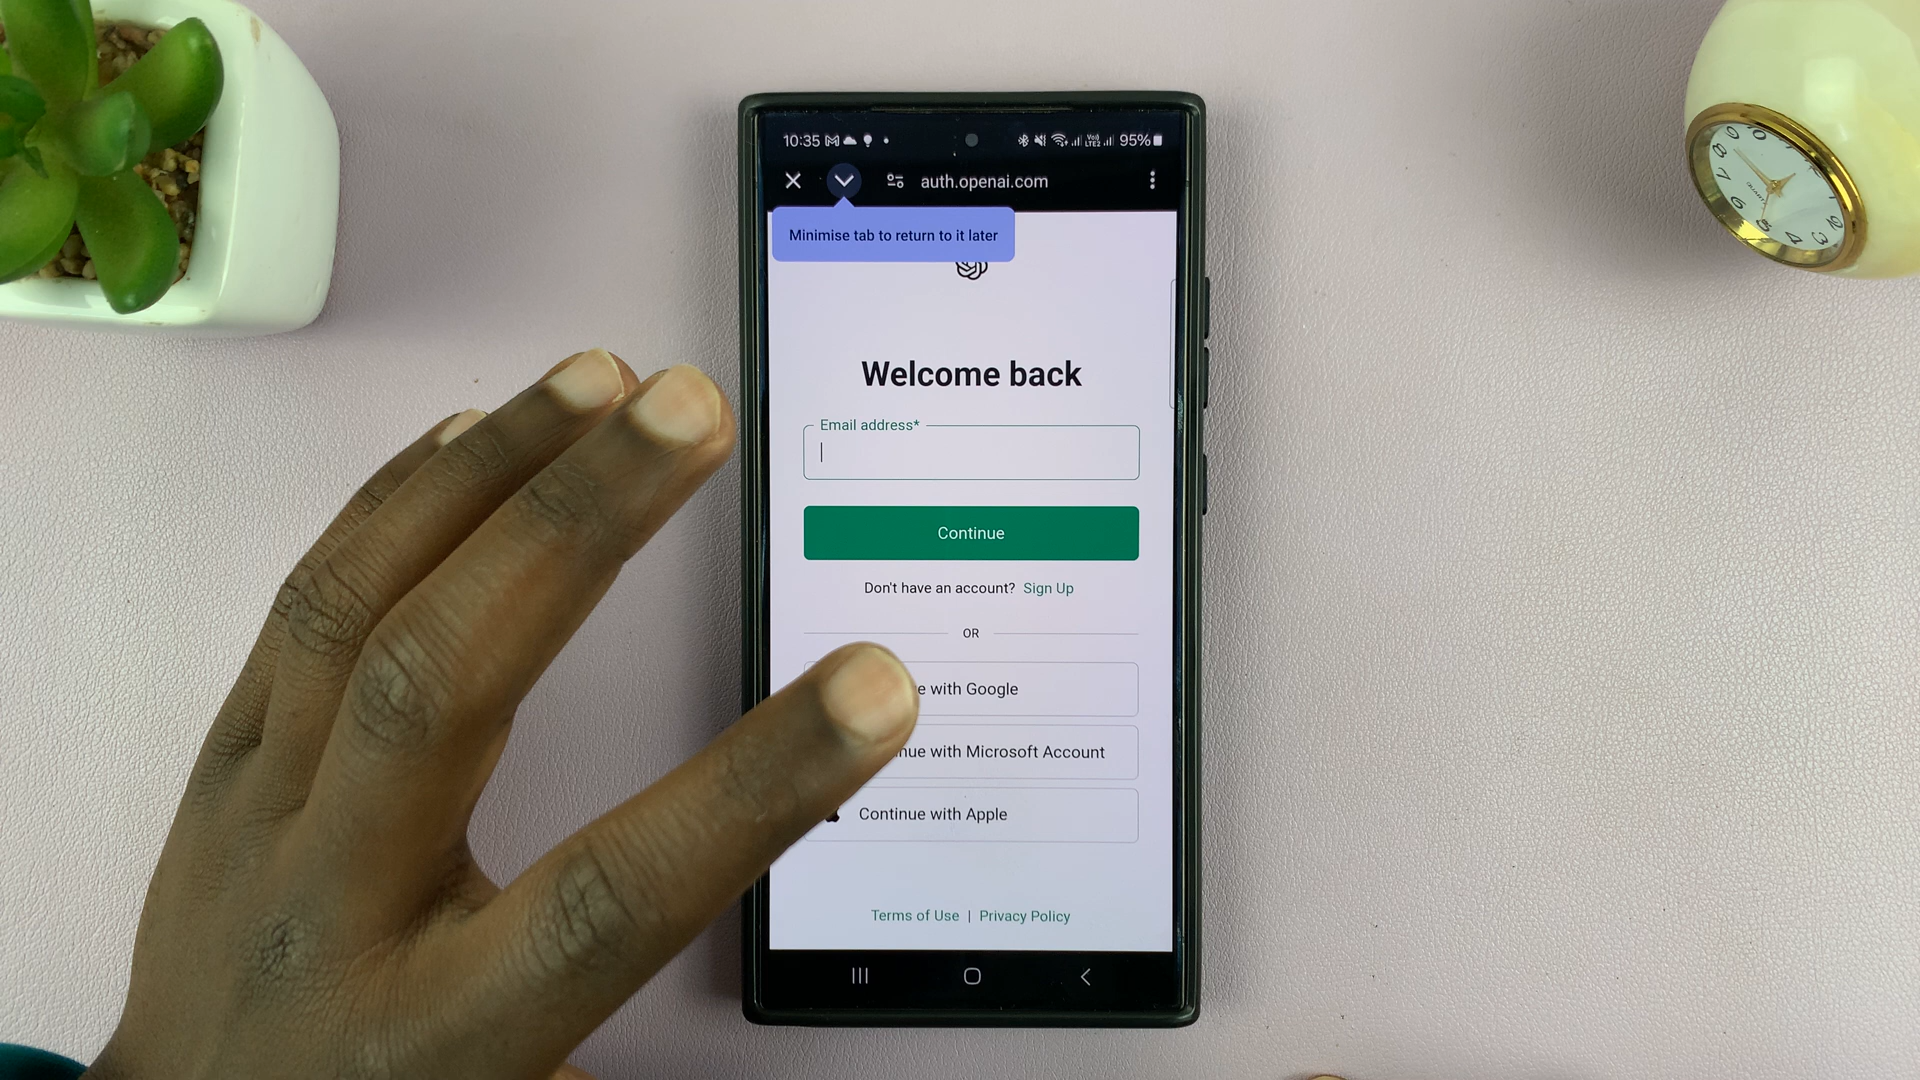 10:35 95%
auth.openai.com
Minimise tab to return to it later
Welcome back
Email address*
Continue
Don't have an account? Sign Up
OR
e with Google
nue with Microsoft Account
Continue with Apple
Terms of Use | Privacy Policy